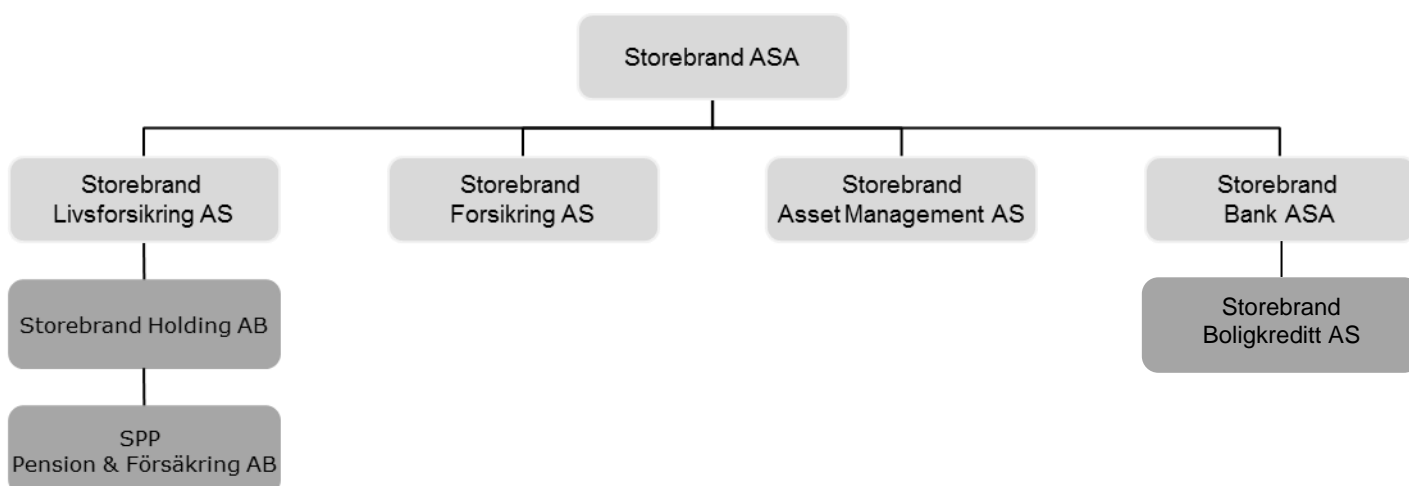 Storebrand ASA
Storebrand
Livsforsikring AS
Storebrand
Forsikring AS
Storebrand
Asset Management AS
Storebrand
Bank ASA
Storebrand Holding AB
Storebrand
Boligkreditt AS
SPP
Pension & Försäkring AB